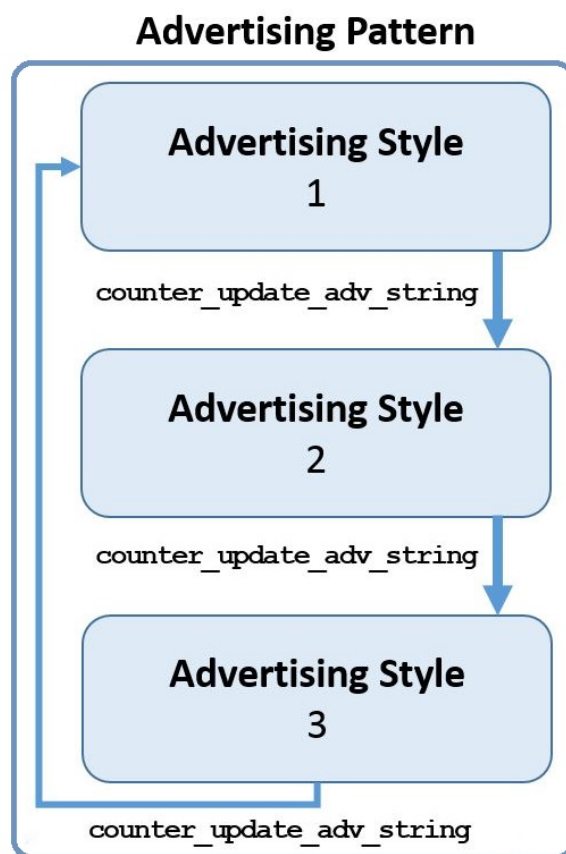 Advertising Pattern
Advertising Style
1
counter_update_adv_string
Advertising Style
2
counter_update_adv_string
Advertising Style
3
counter_update_adv_string